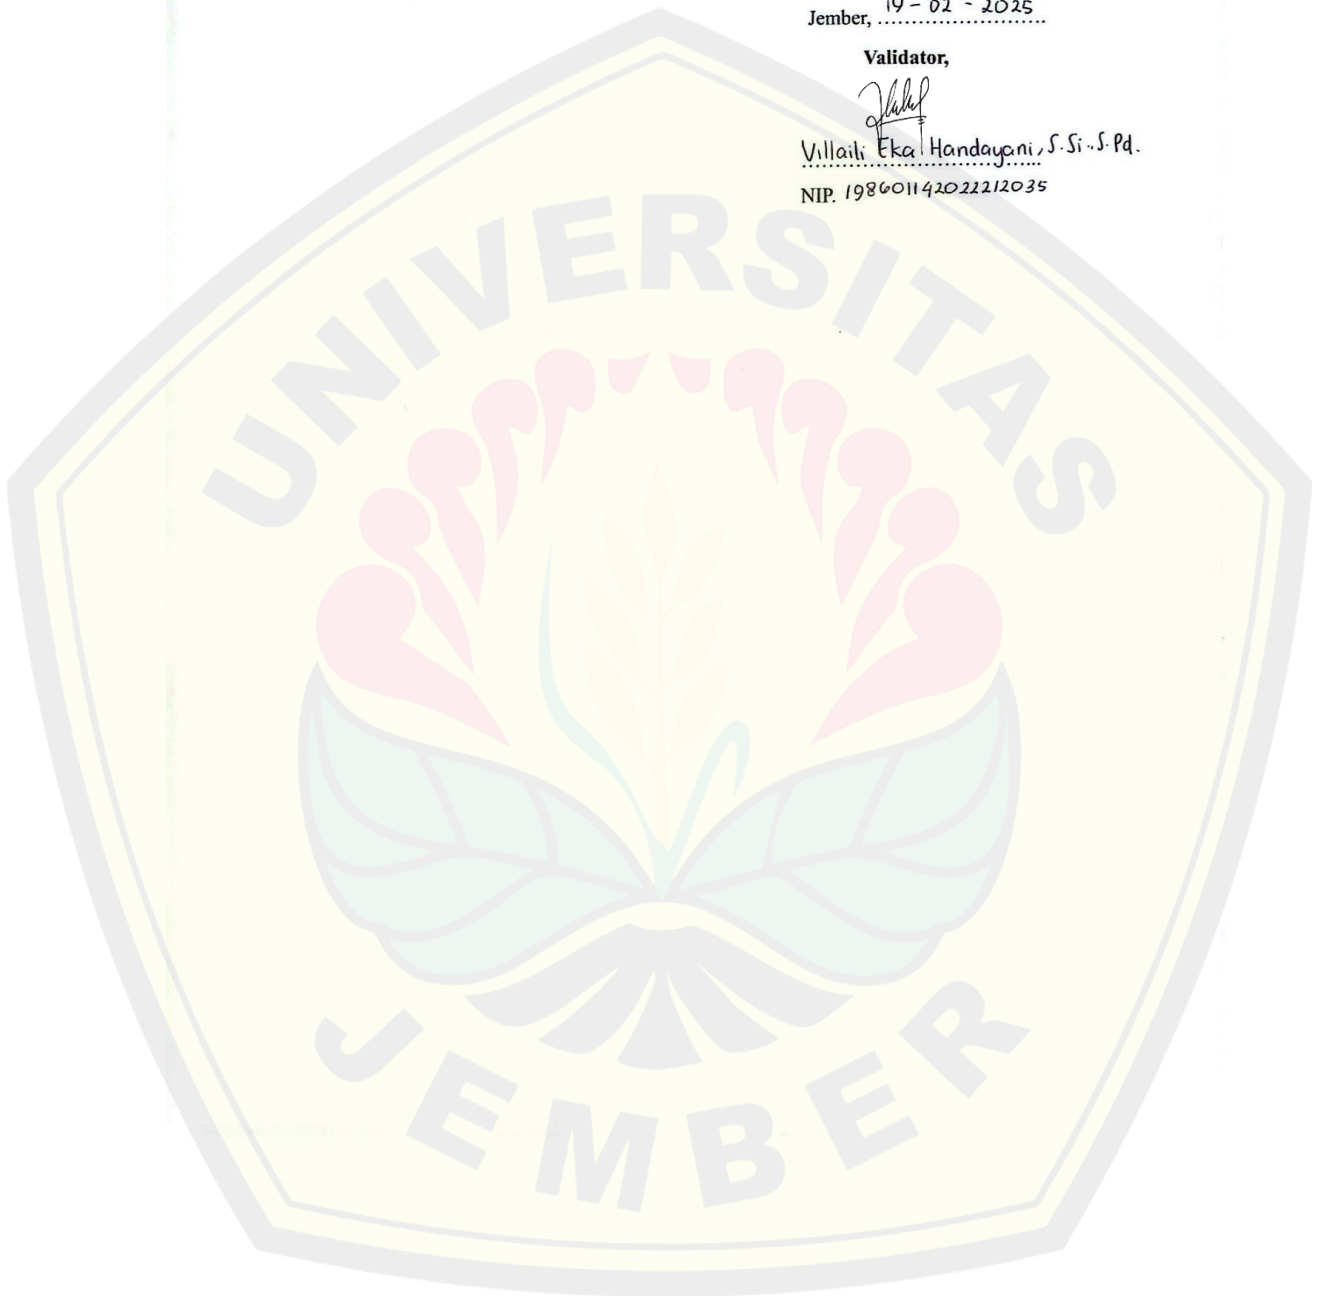 Jember, 19 - 02 - 2025
Validator,
Villaili Eka Handayani, S.Si., S.Pd.
NIP. 198601142022212035
UNIVERSITAS
JEMBER